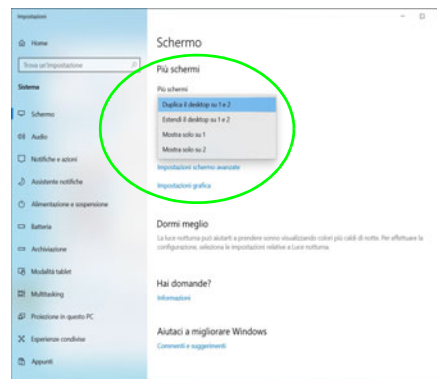 Impostazioni
Home
Trova un'impostazione
Sistema
Schermo
Audio
Notifiche e azioni
Assistente notifiche
Alimentazione e sospensione
Batteria
Archiviazione
Modalità tablet
Multitasking
Proiezione in questo PC
Esperienze condivise
Appunti
Schermo
Più schermi
Più schermi
Duplica il desktop su 1 e 2
Estendi il desktop su 1 e 2
Mostra solo su 1
Mostra solo su 2
Impostazioni schermo avanzate
Impostazioni grafica
Dormi meglio
La luce notturna può aiutarti a prendere sonno visualizzando colori più caldi di notte. Per effettuare la
configurazione, seleziona le impostazioni relative a Luce notturna.
Hai domande?
Informazioni
Aiutaci a migliorare Windows
Commenti e suggerimenti